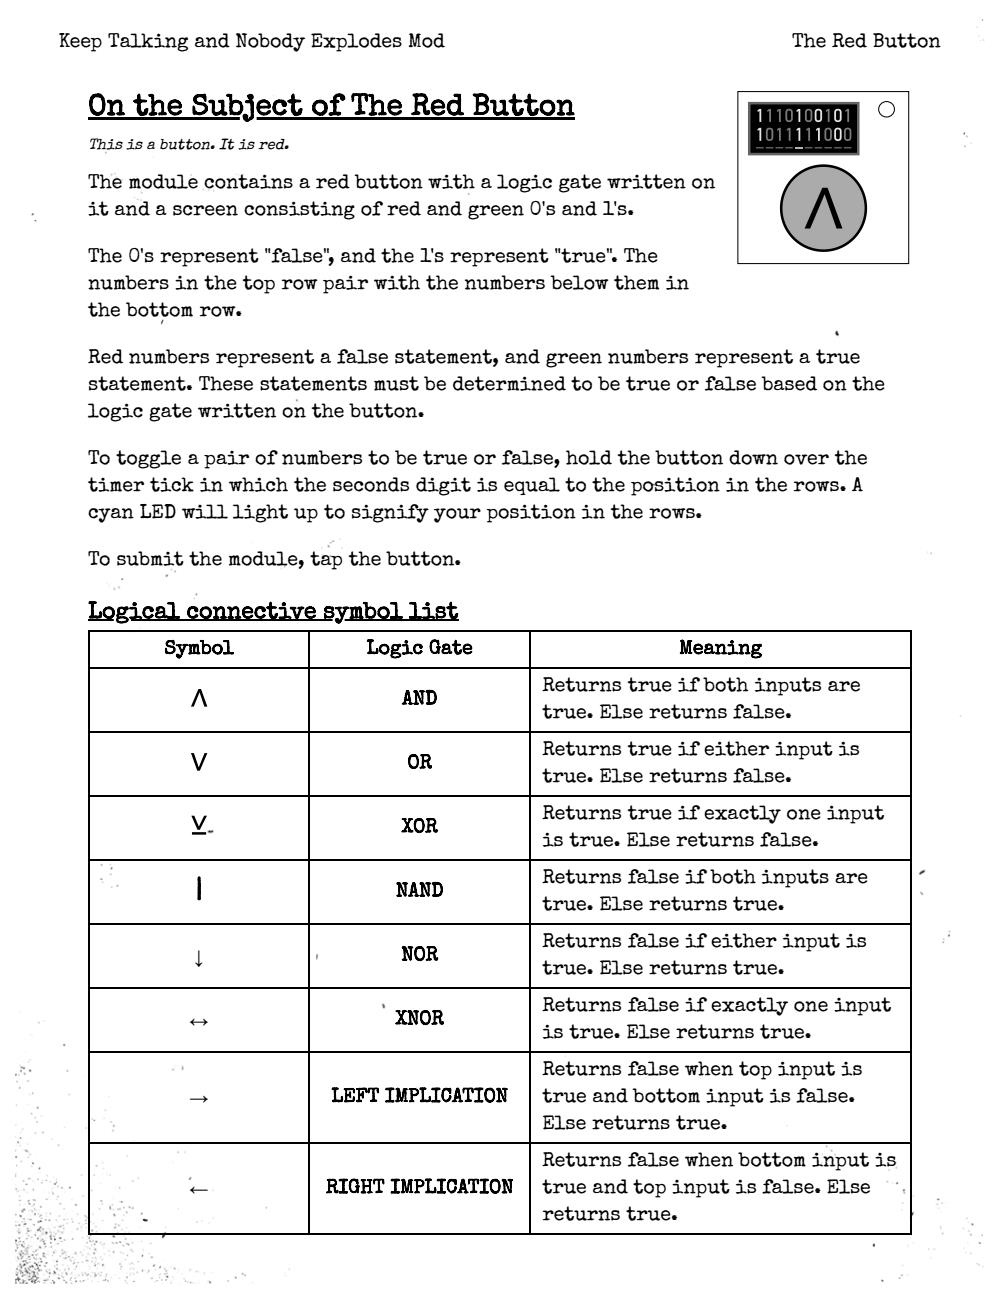 Keep Talking and Nobody Explodes Mod
The Red Button
On the Subject of The Red Button
This is a button. It is red.
The module contains a red button with a logic gate written on
it and a screen consisting of red and green 0's and 1's.
1110100101
1011111000
Λ
The 0's represent "false", and the 1's represent "true". The
numbers in the top row pair with the numbers below them in
the bottom row.
Red numbers represent a false statement, and green numbers represent a true
statement. These statements must be determined to be true or false based on the
logic gate written on the button.
To toggle a pair of numbers to be true or false, hold the button down over the
timer tick in which the seconds digit is equal to the position in the rows. A
cyan LED will light up to signify your position in the rows.
To submit the module, tap the button.
Logical connective symbol list
Symbol Logic Gate Meaning
Λ AND Returns true if both inputs are
true. Else returns false.
V OR Returns true if either input is
true. Else returns false.
⊻ XOR Returns true if exactly one input
is true. Else returns false.
| NAND Returns false if both inputs are
true. Else returns true.
↓ NOR Returns false if either input is
true. Else returns true.
↔ XNOR Returns false if exactly one input
is true. Else returns true.
→ LEFT IMPLICATION Returns false when top input is
true and bottom input is false.
Else returns true.
← RIGHT IMPLICATION Returns false when bottom input is
true and top input is false. Else
returns true.